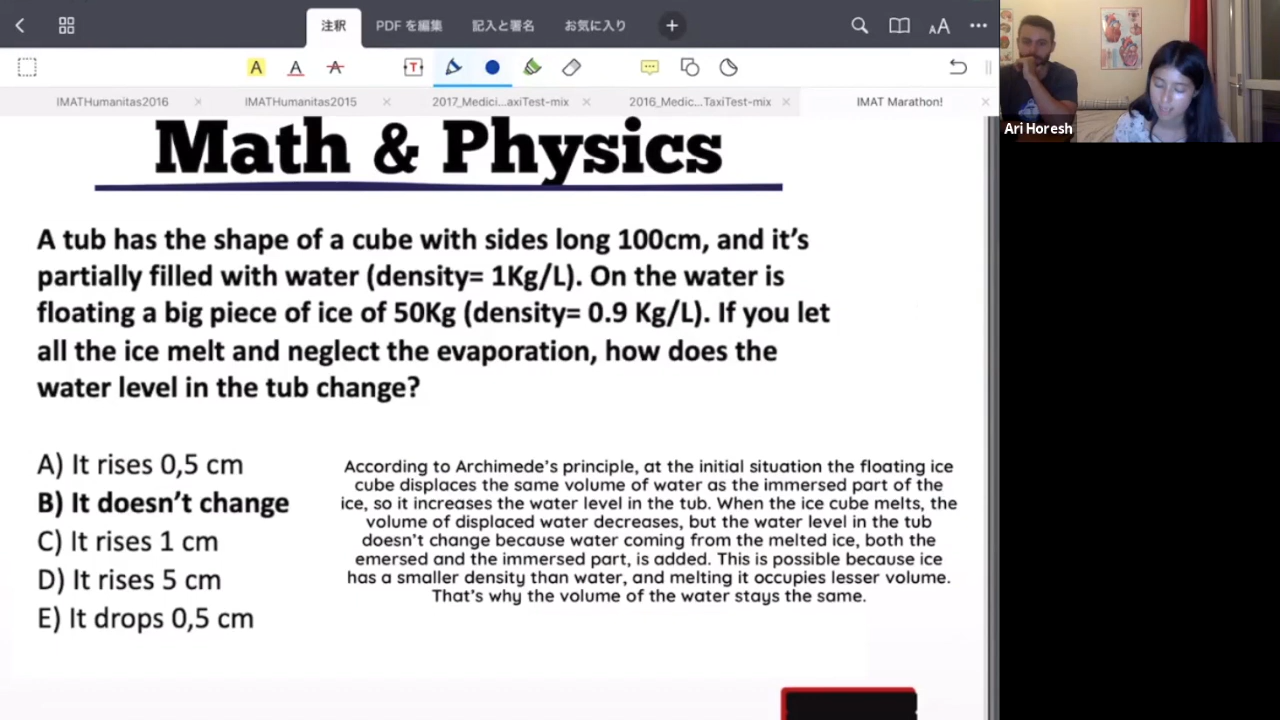 注釈 PDF を編集 記入と署名 お気に入り +
AA
A A A T
IMATHumanitas2016 × IMATHumanitas2015 × 2017_Medici...axiTest-mix × 2016_Medic...TaxiTest-mix × IMAT Marathon! ×
Ari Horesh
Math & Physics
A tub has the shape of a cube with sides long 100cm, and it's
partially filled with water (density= 1Kg/L). On the water is
floating a big piece of ice of 50Kg (density= 0.9 Kg/L). If you let
all the ice melt and neglect the evaporation, how does the
water level in the tub change?
A) It rises 0,5 cm
B) It doesn't change
C) It rises 1 cm
D) It rises 5 cm
E) It drops 0,5 cm
According to Archimede's principle, at the initial situation the floating ice
cube displaces the same volume of water as the immersed part of the
ice, so it increases the water level in the tub. When the ice cube melts, the
volume of displaced water decreases, but the water level in the tub
doesn't change because water coming from the melted ice, both the
emersed and the immersed part, is added. This is possible because ice
has a smaller density than water, and melting it occupies lesser volume.
That's why the volume of the water stays the same.